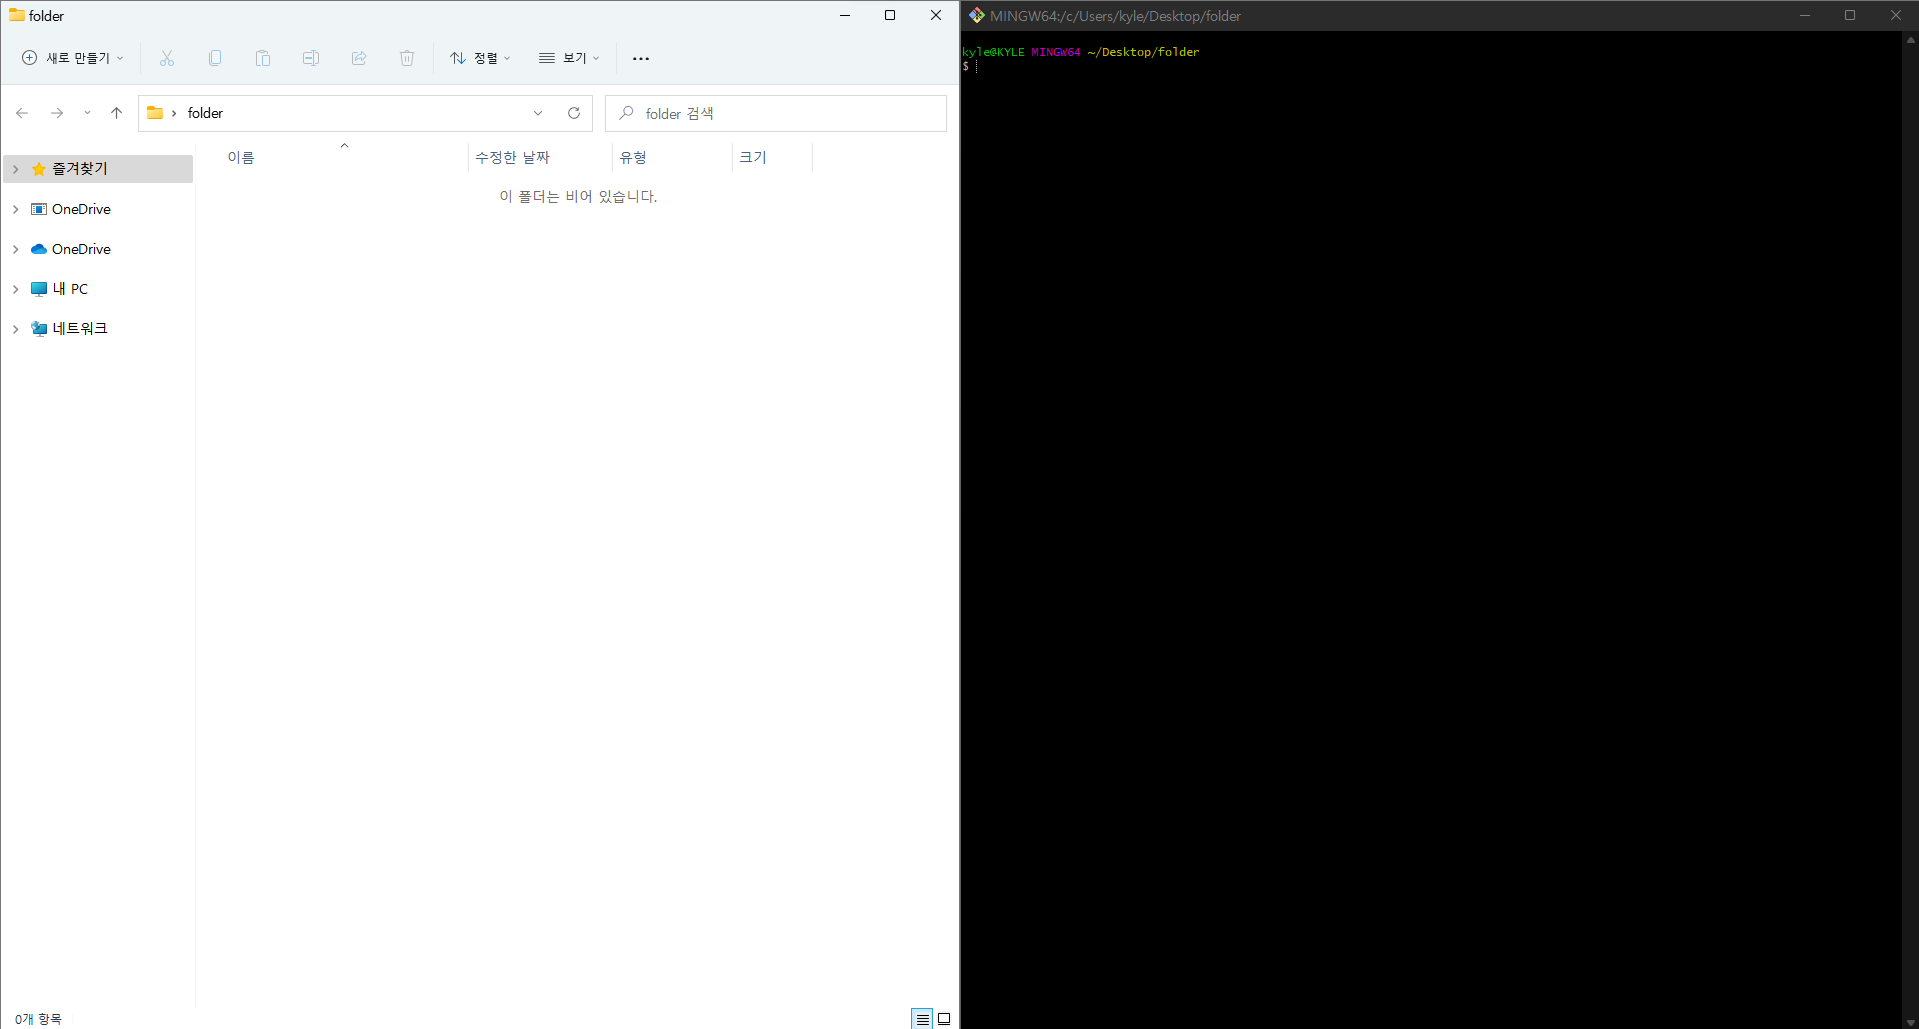 folder
새로 만들기
정렬
보기
folder
folder 검색
이름
수정한 날짜
유형
크기
이 폴더는 비어 있습니다.
즐겨찾기
OneDrive
OneDrive
내 PC
네트워크
0개 항목
MINGW64:/c/Users/kyle/Desktop/folder
kyle@KYLE MINGW64 ~/Desktop/folder
$